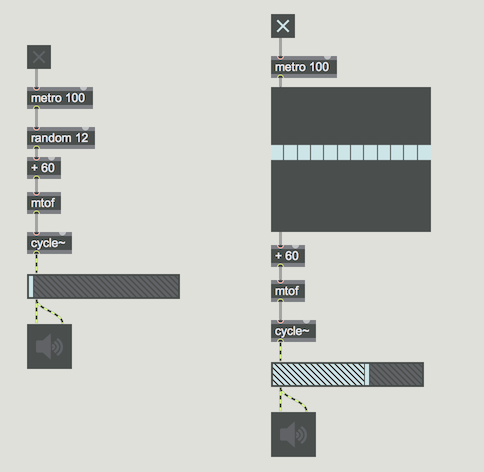 metro 100
random 12
+ 60
mtof
cycle~
metro 100
+ 60
mtof
cycle~